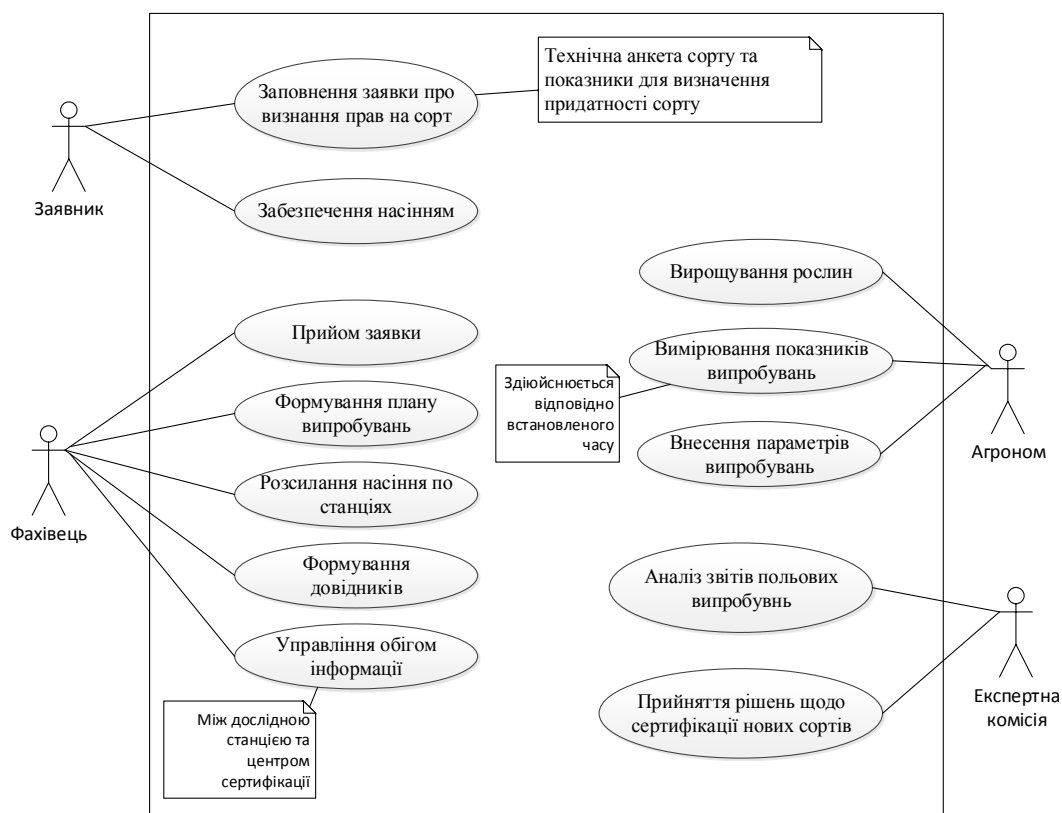 Заповнення заявки про
визнання прав на сорт
Технічна анкета сорту та
показники для визначення
придатності сорту
Заявник
Забезпечення насінням
Прийом заявки
Формування плану
випробувань
Розсилання насіння по
станціях
Формування
довідників
Управління обігом
інформації
Фахівець
Між дослідною
станцією та
центром
сертифікації
Вирощування рослин
Вимірювання показників
випробувань
Здіюйснюється
відповідно
встановленого
часу
Внесення параметрів
випробувань
Агроном
Аналіз звітів польових
випробувнь
Прийняття рішень щодо
сертифікації нових сортів
Експертна
комісія